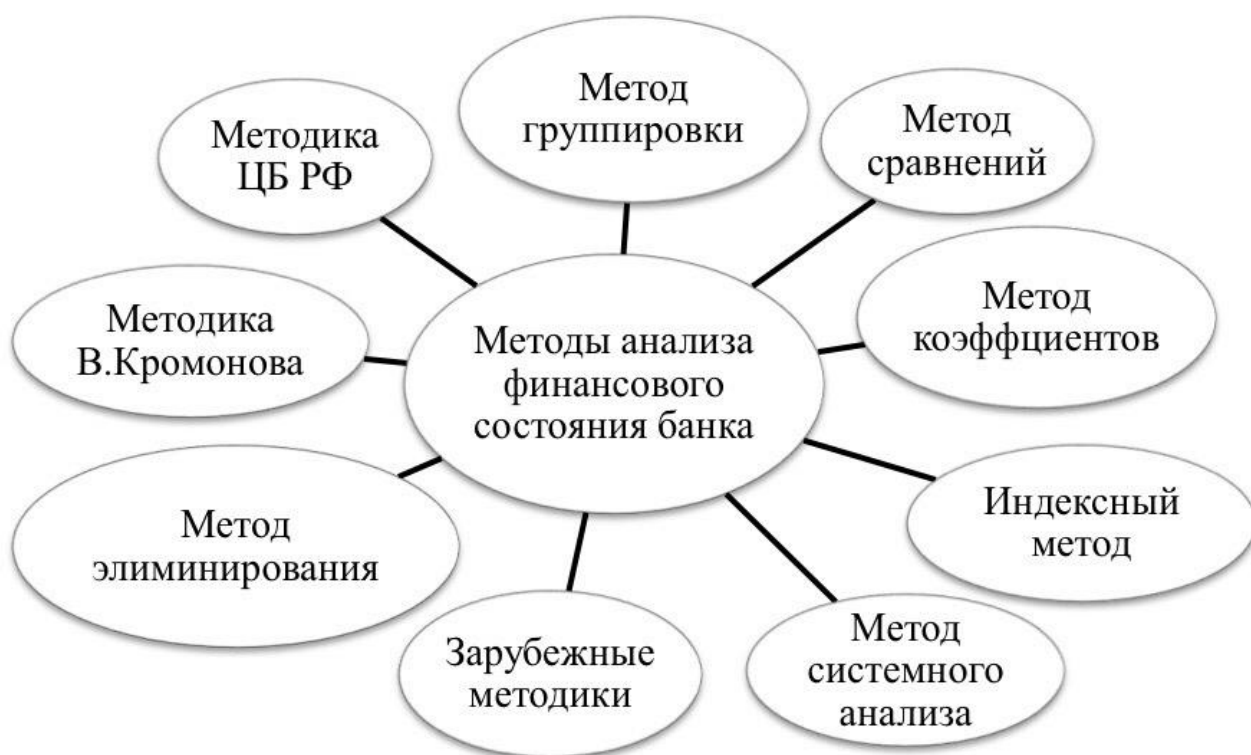 Метод
группировки
Метод
сравнений
Методика
ЦБ РФ
Метод
коэффциентов
Методика
В.Кромонова
Методы анализа
финансового
состояния банка
Индексный
метод
Метод
элиминирования
Зарубежные
методики
Метод
системного
анализа